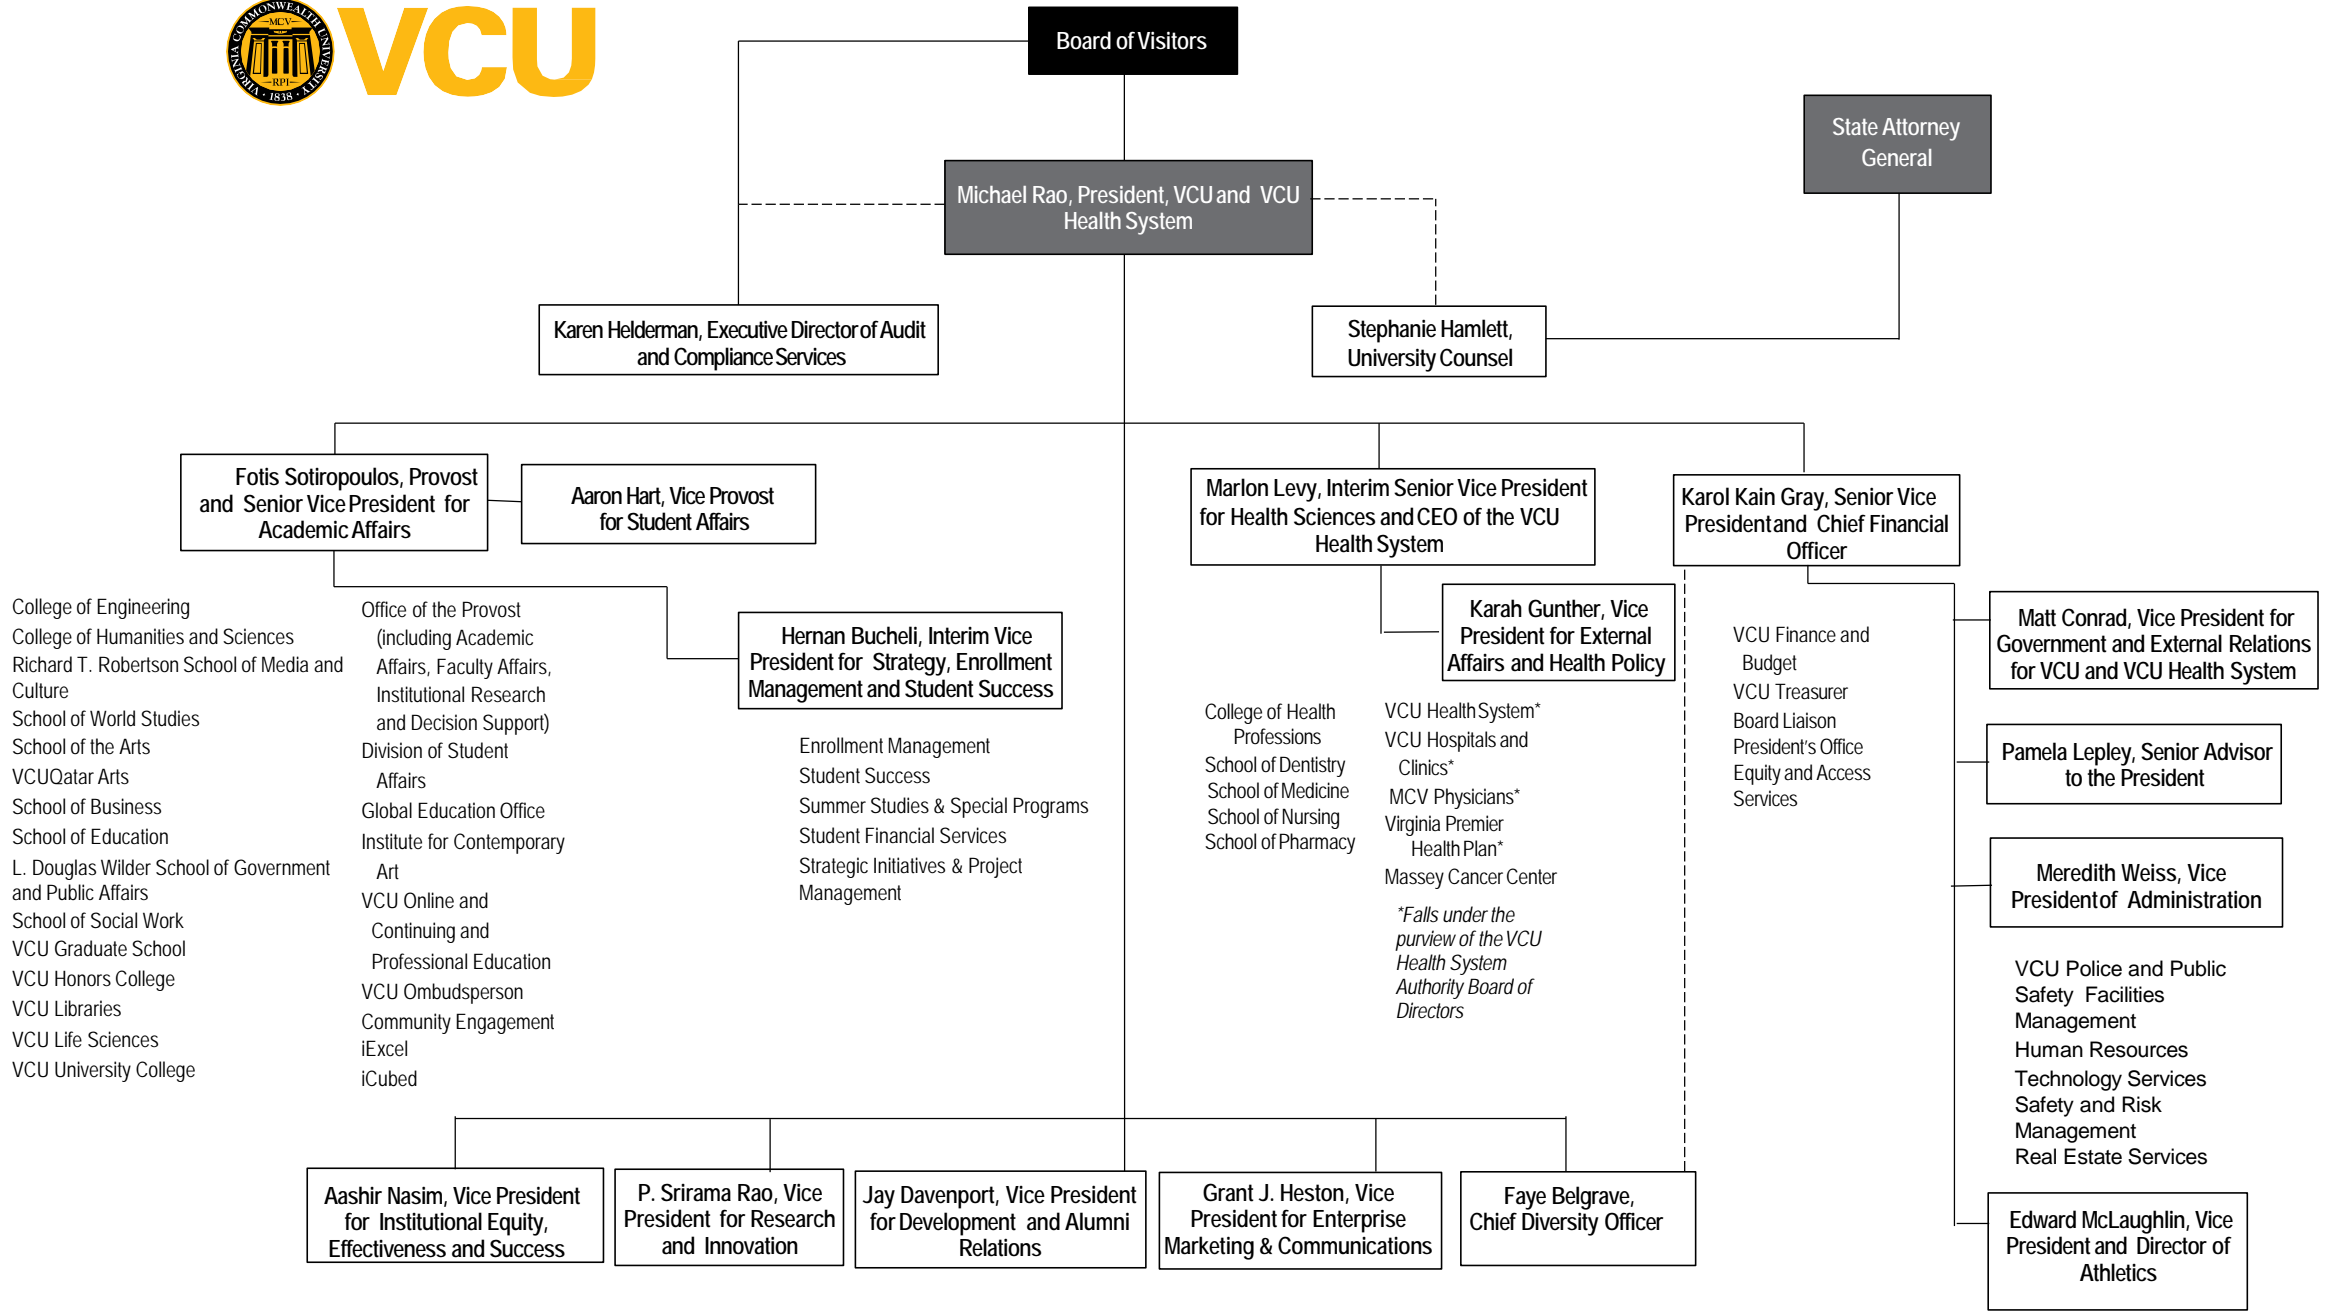 VIRGINIA COMMONWEALTH UNIVERSITY
MCV
RPI
1838
VCU
Board of Visitors
State Attorney
General
Michael Rao, President, VCU and VCU
Health System
Karen Helderman, Executive Director of Audit
and Compliance Services
Stephanie Hamlett,
University Counsel
Fotis Sotiropoulos, Provost
and Senior Vice President for
Academic Affairs
Aaron Hart, Vice Provost
for Student Affairs
Marlon Levy, Interim Senior Vice President
for Health Sciences and CEO of the VCU
Health System
Karol Kain Gray, Senior Vice
President and Chief Financial
Officer
College of Engineering
College of Humanities and Sciences
Richard T. Robertson School of Media and
Culture
School of World Studies
School of the Arts
VCUQatar Arts
School of Business
School of Education
L. Douglas Wilder School of Government
and Public Affairs
School of Social Work
VCU Graduate School
VCU Honors College
VCU Libraries
VCU Life Sciences
VCU University College
Office of the Provost
(including Academic
Affairs, Faculty Affairs,
Institutional Research
and Decision Support)
Division of Student
Affairs
Global Education Office
Institute for Contemporary
Art
VCU Online and
Continuing and
Professional Education
VCU Ombudsperson
Community Engagement
iExcel
iCubed
Hernan Bucheli, Interim Vice
President for Strategy, Enrollment
Management and Student Success
Enrollment Management
Student Success
Summer Studies & Special Programs
Student Financial Services
Strategic Initiatives & Project
Management
Karah Gunther, Vice
President for External
Affairs and Health Policy
College of Health
Professions
School of Dentistry
School of Medicine
School of Nursing
School of Pharmacy
VCU Health System*
VCU Hospitals and
Clinics*
MCV Physicians*
Virginia Premier
Health Plan*
Massey Cancer Center
*Falls under the
purview of the VCU
Health System
Authority Board of
Directors
VCU Finance and
Budget
VCU Treasurer
Board Liaison
President's Office
Equity and Access
Services
Matt Conrad, Vice President for
Government and External Relations
for VCU and VCU Health System
Pamela Lepley, Senior Advisor
to the President
Meredith Weiss, Vice
President of Administration
VCU Police and Public
Safety Facilities
Management
Human Resources
Technology Services
Safety and Risk
Management
Real Estate Services
Edward McLaughlin, Vice
President and Director of
Athletics
Aashir Nasim, Vice President
for Institutional Equity,
Effectiveness and Success
P. Srirama Rao, Vice
President for Research
and Innovation
Jay Davenport, Vice President
for Development and Alumni
Relations
Grant J. Heston, Vice
President for Enterprise
Marketing & Communications
Faye Belgrave,
Chief Diversity Officer